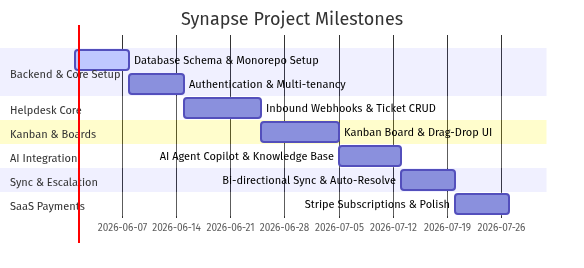 Synapse Project Milestones
Database Schema & Monorepo Setup
Backend & Core Setup
Authentication & Multi-tenancy
Helpdesk Core
Inbound Webhooks & Ticket CRUD
Kanban & Boards
Kanban Board & Drag-Drop UI
AI Integration
AI Agent Copilot & Knowledge Base
Sync & Escalation
Bi-directional Sync & Auto-Resolve
SaaS Payments
Stripe Subscriptions & Polish
2026-06-07 2026-06-14 2026-06-21 2026-06-28 2026-07-05 2026-07-12 2026-07-19 2026-07-26